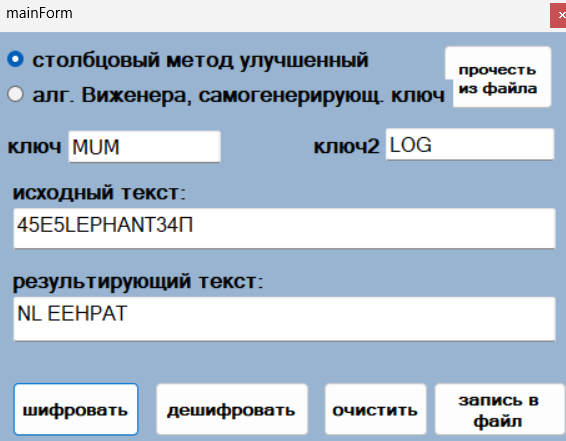 mainForm
столбцовый метод улучшенный
прочесть
из файла
алг. Виженера, самогенерирующ. ключ
ключ MUM ключ2 LOG
исходный текст:
45E5LEPHANT34П
результирующий текст:
NL EEHPAT
шифровать дешифровать очистить запись в
файл